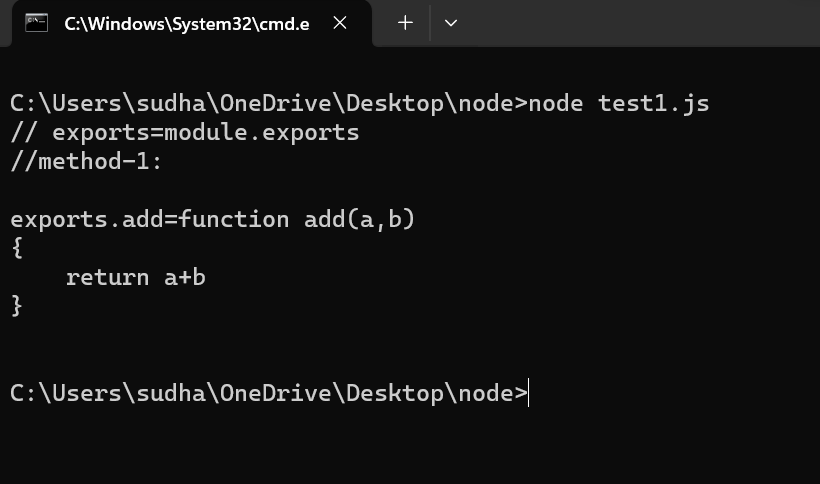 C:\Windows\System32\cmd.e
C:\Users\sudha\OneDrive\Desktop\node>node test1.js
// exports=module.exports
//method-1:
exports.add=function add(a,b)
{
    return a+b
}
C:\Users\sudha\OneDrive\Desktop\node>